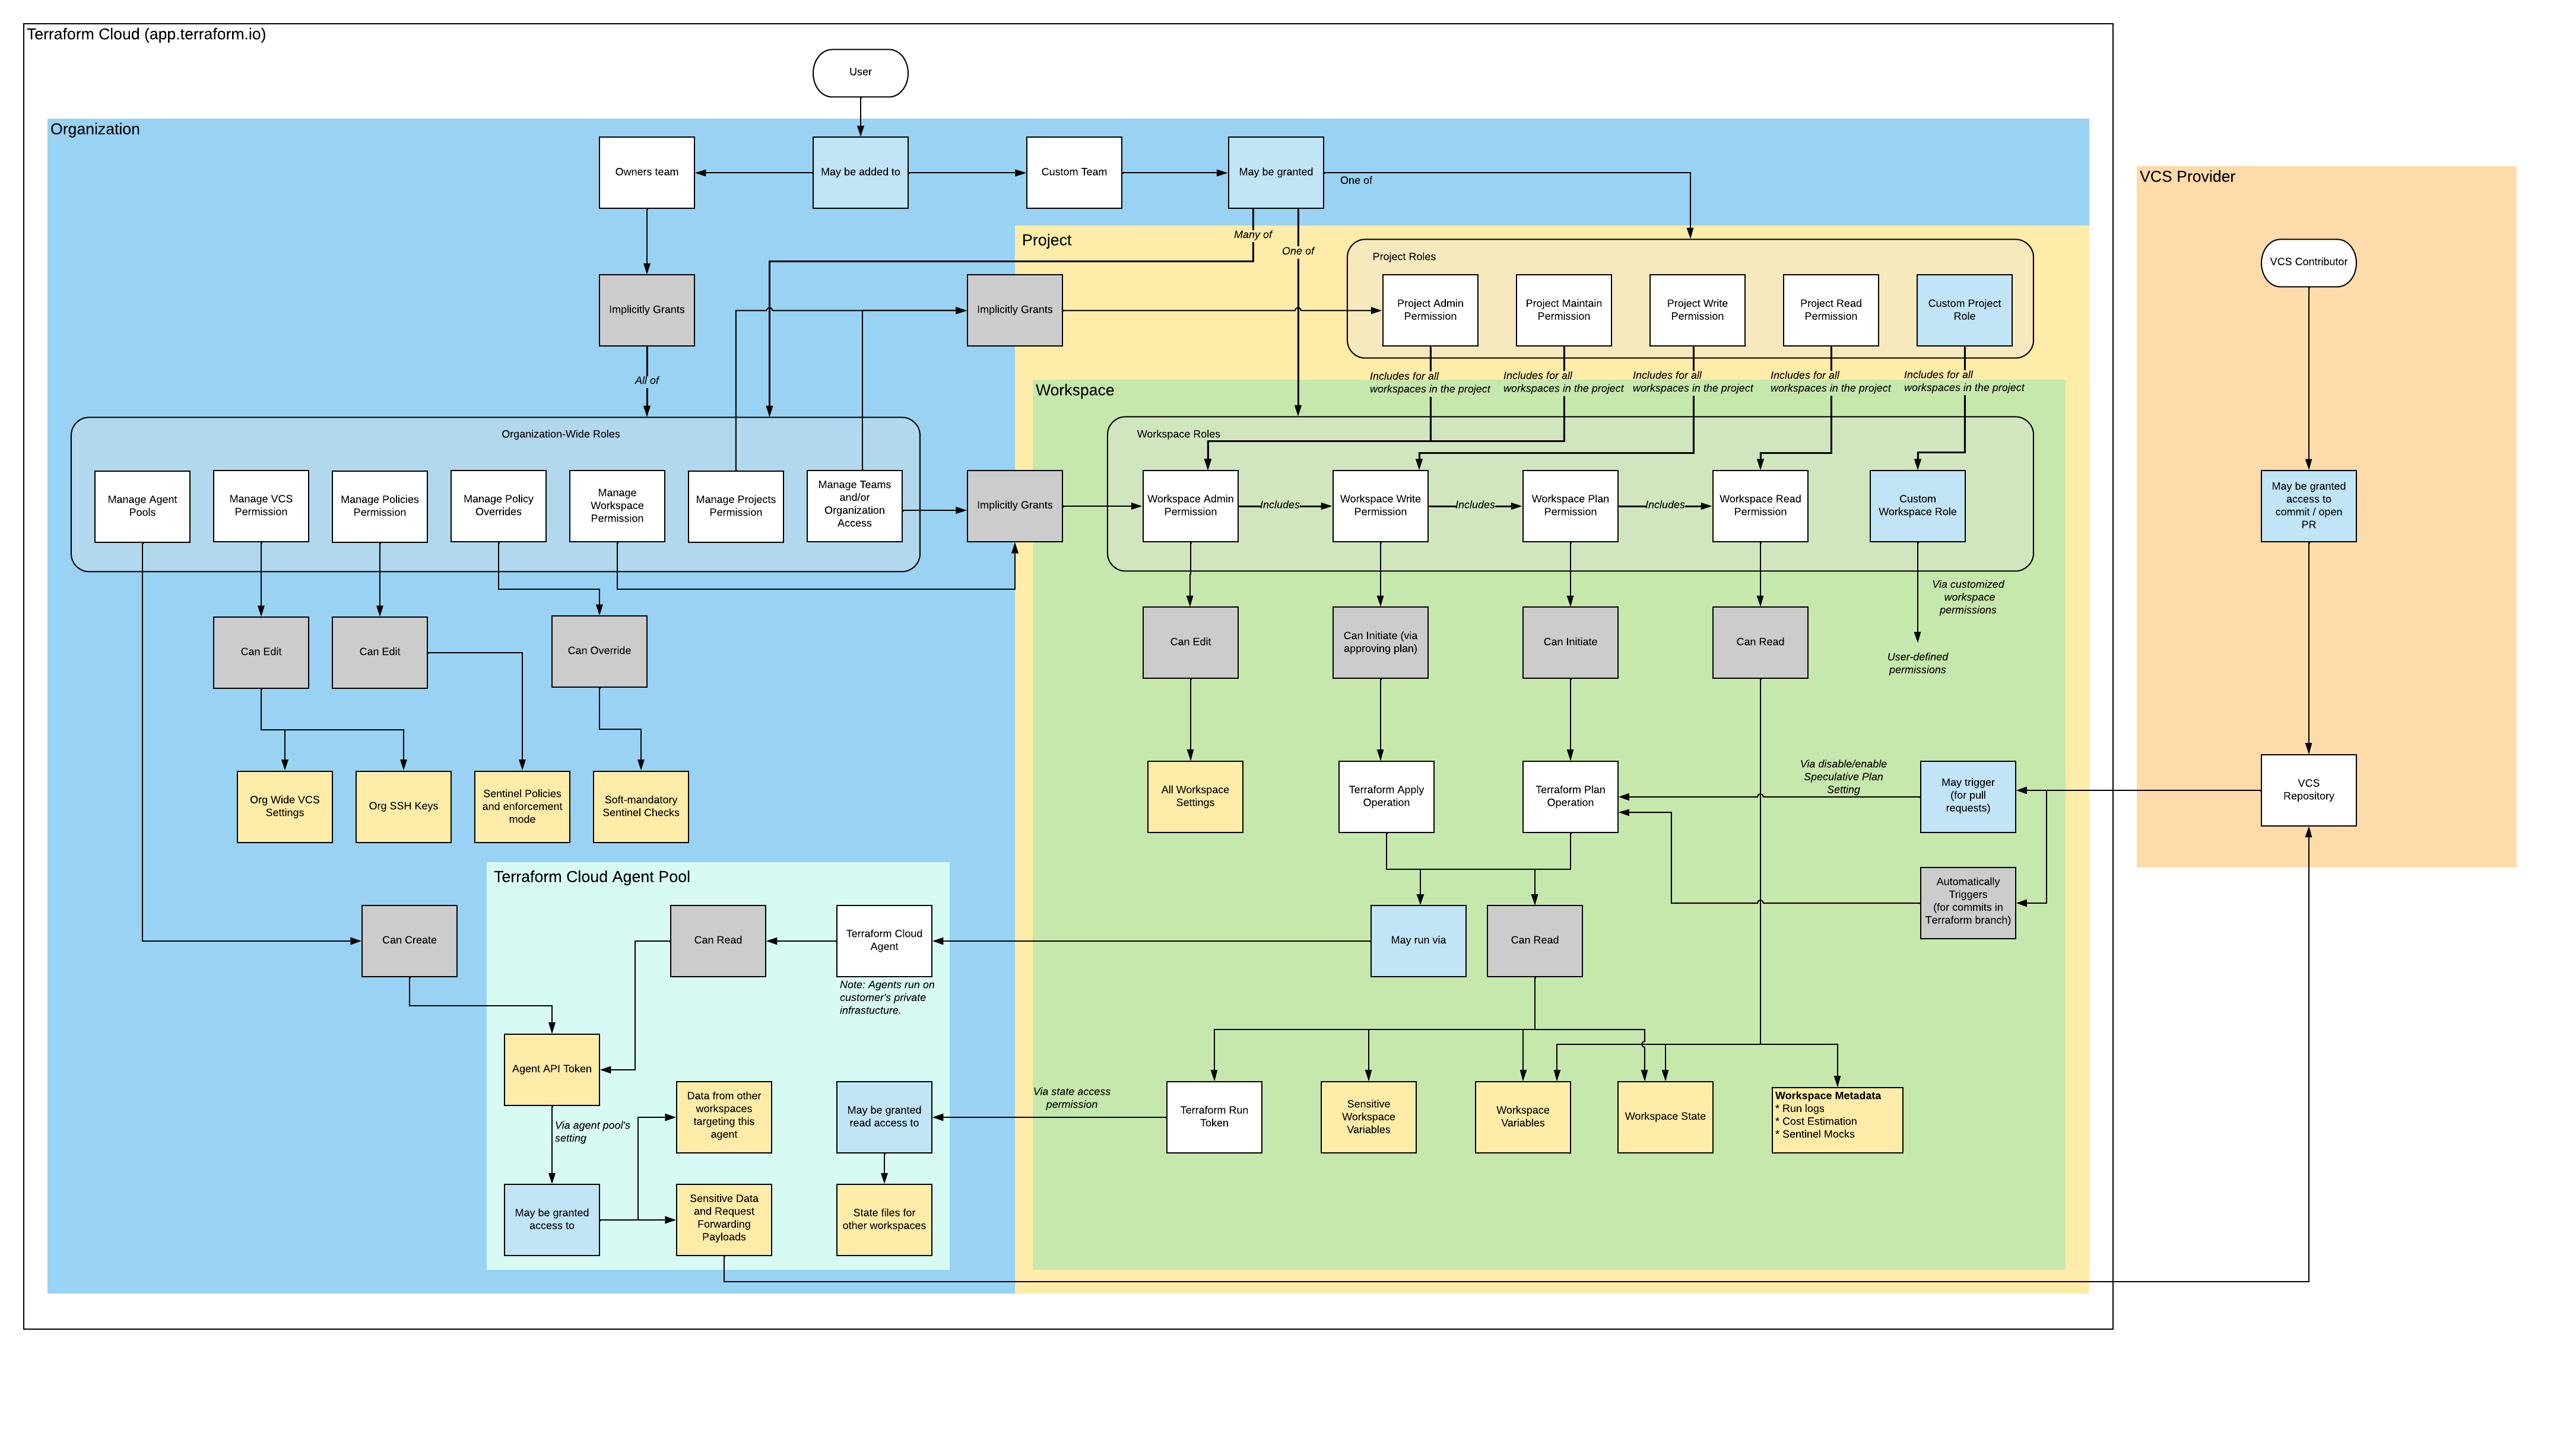 Terraform Cloud (app.terraform.io)
User
Organization
Owners team
May be added to
Custom Team
May be granted
One of
VCS Provider
Many of
One of
Project
Project Roles
Implicitly Grants
Implicitly Grants
Project Admin
Permission
Project Maintain
Permission
Project Write
Permission
Project Read
Permission
Custom Project
Role
VCS Contributor
All of
Includes for all
workspaces in the project
Includes for all
workspaces in the project
Includes for all
workspaces in the project
Includes for all
workspaces in the project
Includes for all
workspaces in the project
Workspace
Organization-Wide Roles
Workspace Roles
Manage Agent
Pools
Manage VCS
Permission
Manage Policies
Permission
Manage Policy
Overrides
Manage
Workspace
Permission
Manage Projects
Permission
Manage Teams
and/or
Organization
Access
Implicitly Grants
Workspace Admin
Permission
Includes
Workspace Write
Permission
Includes
Workspace Plan
Permission
Includes
Workspace Read
Permission
Custom
Workspace Role
May be granted
access to
commit / open
PR
Via customized
workspace
permissions
Can Edit
Can Edit
Can Override
Can Edit
Can Initiate (via
approving plan)
Can Initiate
Can Read
User-defined
permissions
Org Wide VCS
Settings
Org SSH Keys
Sentinel Policies
and enforcement
mode
Soft-mandatory
Sentinel Checks
All Workspace
Settings
Terraform Apply
Operation
Terraform Plan
Operation
Via disable/enable
Speculative Plan
Setting
May trigger
(for pull
requests)
VCS
Repository
Terraform Cloud Agent Pool
Automatically
Triggers
(for commits in
Terraform branch)
Can Create
Can Read
Terraform Cloud
Agent
May run via
Can Read
Note: Agents run on
customer's private
infrastucture.
Agent API Token
Via agent pool's
setting
Data from other
workspaces
targeting this
agent
May be granted
read access to
Via state access
permission
Terraform Run
Token
Sensitive
Workspace
Variables
Workspace
Variables
Workspace State
Workspace Metadata
* Run logs
* Cost Estimation
* Sentinel Mocks
May be granted
access to
Sensitive Data
and Request
Forwarding
Payloads
State files for
other workspaces